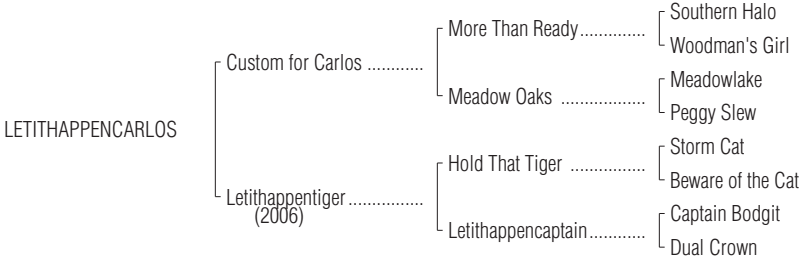 Southern Halo
More Than Ready..............
Woodman's Girl
Custom for Carlos ............
Meadowlake
Meadow Oaks ..................
Peggy Slew
LETITHAPPENCARLOS
Storm Cat
Hold That Tiger ................
Beware of the Cat
Letithappentiger ................
(2006)
Captain Bodgit
Letithappencaptain............
Dual Crown